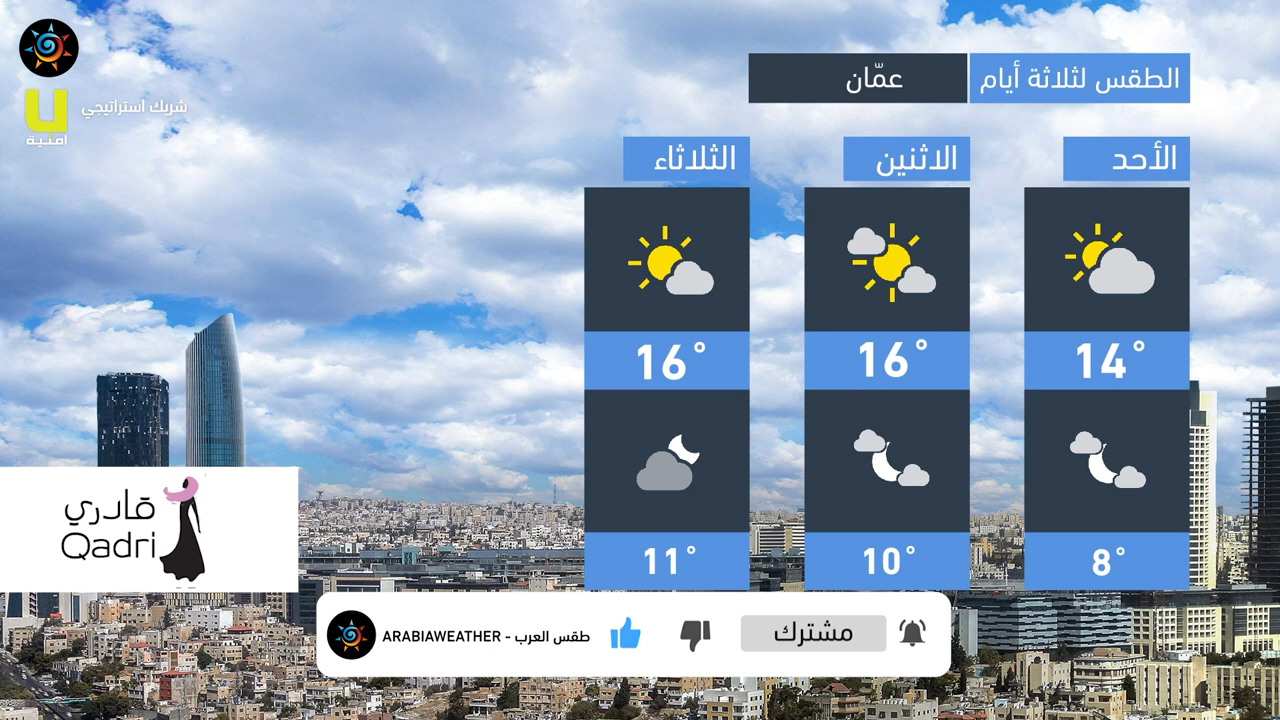 الطقس لثلاثة أيام
عمّان
شريك استراتيجي
U
امنية
الأحد
الاثنين
الثلاثاء
14°
16°
16°
8°
10°
11°
قادري
Qadri
ARABIAWEATHER - طقس العرب
مشترك